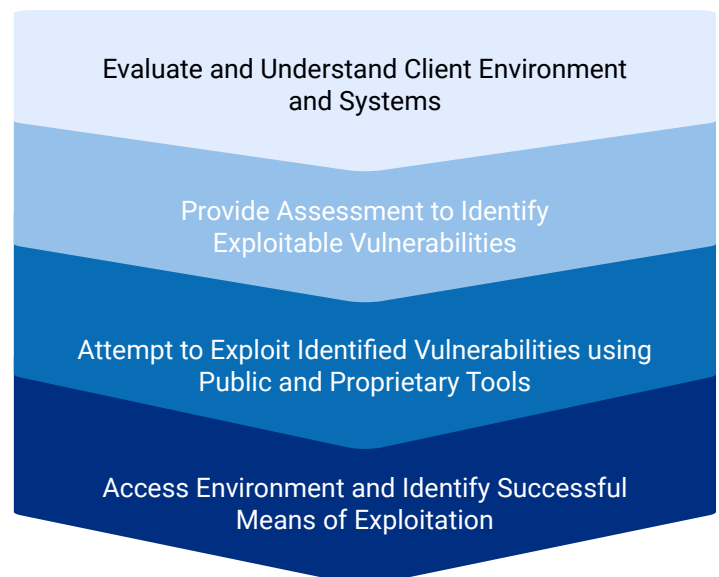 Evaluate and Understand Client Environment
and Systems
Provide Assessment to Identify
Exploitable Vulnerabilities
Attempt to Exploit Identified Vulnerabilities using
Public and Proprietary Tools
Access Environment and Identify Successful
Means of Exploitation